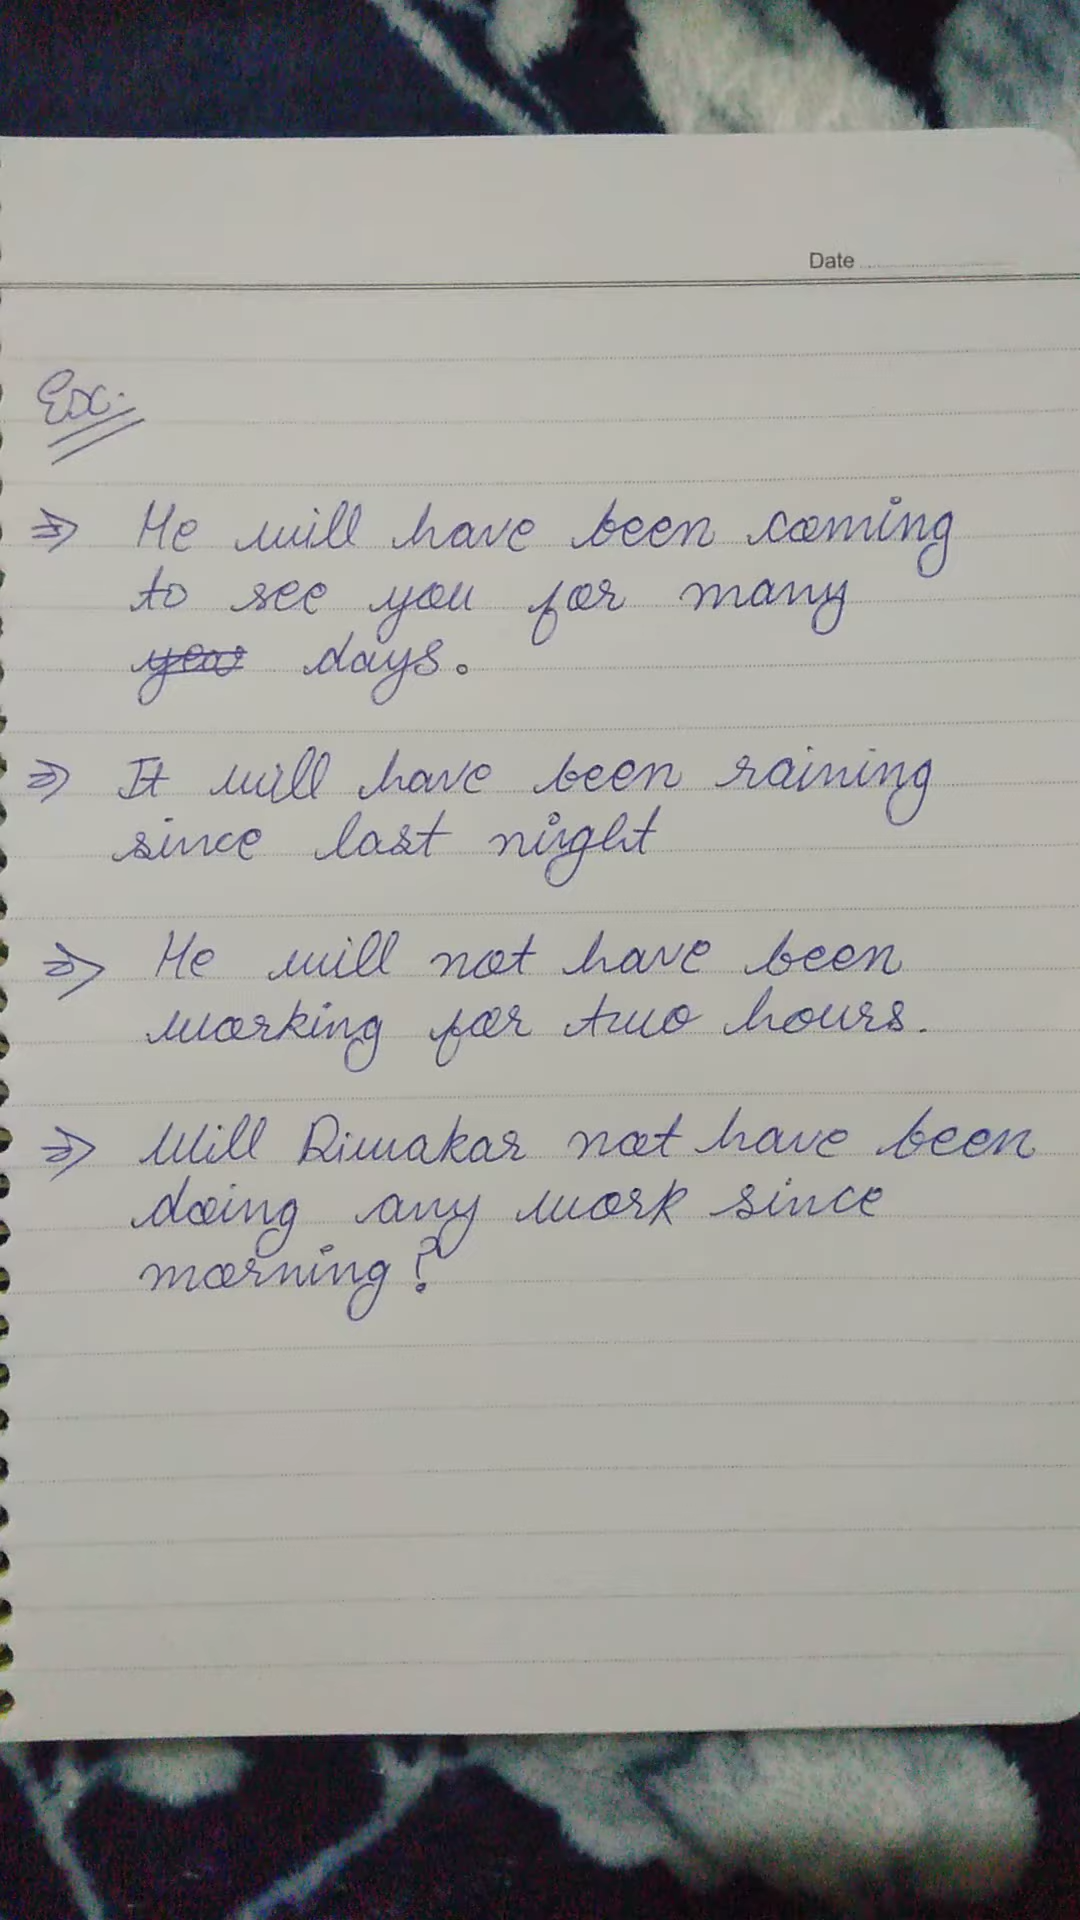 Date
Ex.
⇒ He will have been coming
to see you for many
year days.
⇒ It will have been raining
since last night
⇒ He will not have been
working for two hours.
⇒ Will Diwakar not have been
doing any work since
morning?